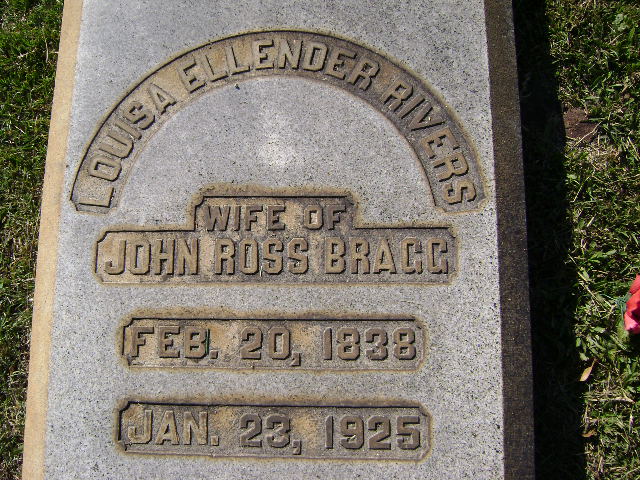 LOUISA ELLENDER RIVERS
WIFE OF
JOHN ROSS BRAGG
FEB. 20, 1838
JAN. 23, 1925